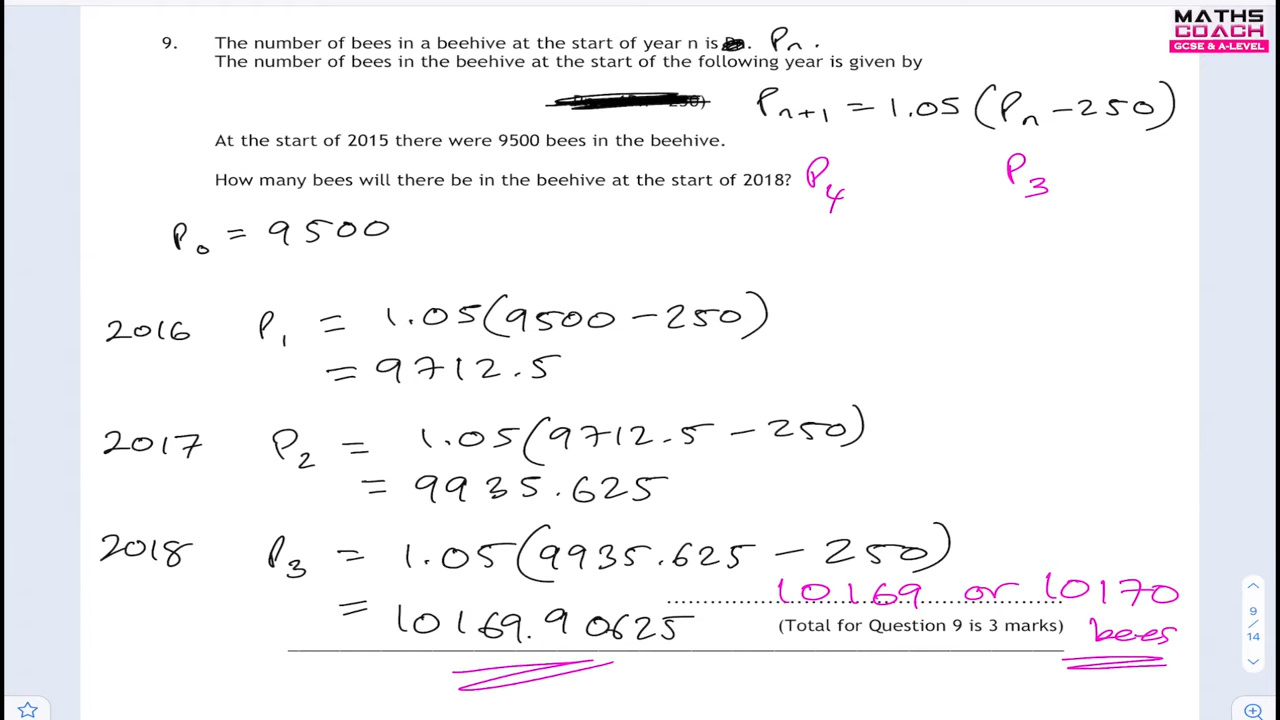 MATHS
COACH
GCSE & A-LEVEL
9. The number of bees in a beehive at the start of year n is . Pn .
The number of bees in the beehive at the start of the following year is given by
Pn+1 = 1.05 (Pn - 250)
At the start of 2015 there were 9500 bees in the beehive.
How many bees will there be in the beehive at the start of 2018? P4 P3
P0 = 9500
2016 P1 = 1.05(9500 - 250)
= 9712.5
2017 P2 = 1.05(9712.5 - 250)
= 9935.625
2018 P3 = 1.05(9935.625 - 250)
10169 or 10170
= 10169.90625
(Total for Question 9 is 3 marks) bees
9
/
14